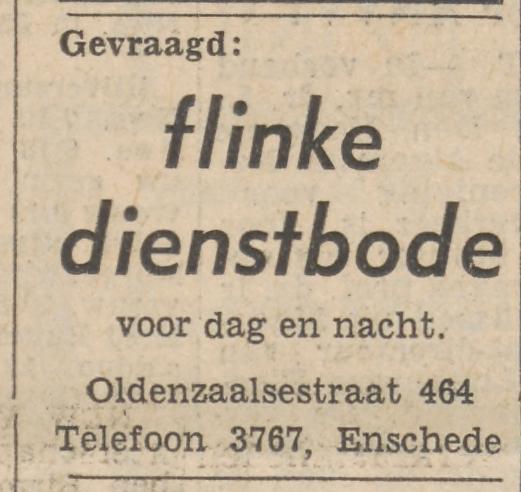 Gevraagd:
flinke
dienstbode
voor dag en nacht.
Oldenzaalsestraat 464
Telefoon 3767, Enschede